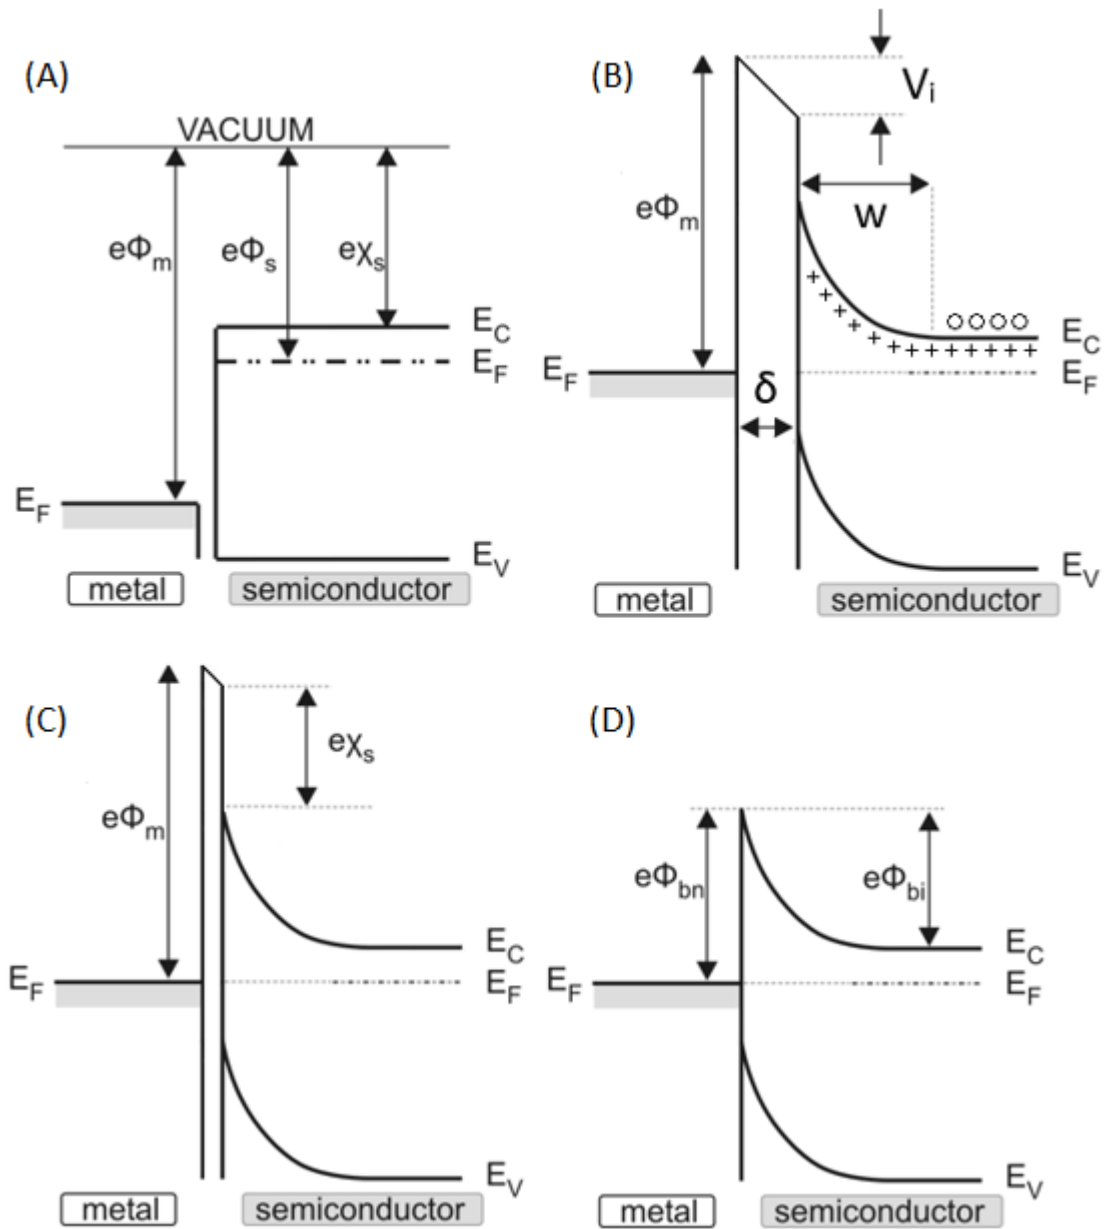 (A)
VACUUM
eΦm
eΦs
eχs
EC
EF
EF
EV
metal
semiconductor
(B)
Vi
eΦm
W
EC
EF
EF
δ
EV
metal
semiconductor
(C)
eχs
eΦm
EC
EF
EF
EV
metal
semiconductor
(D)
eΦbn
eΦbi
EC
EF
EF
EV
metal
semiconductor